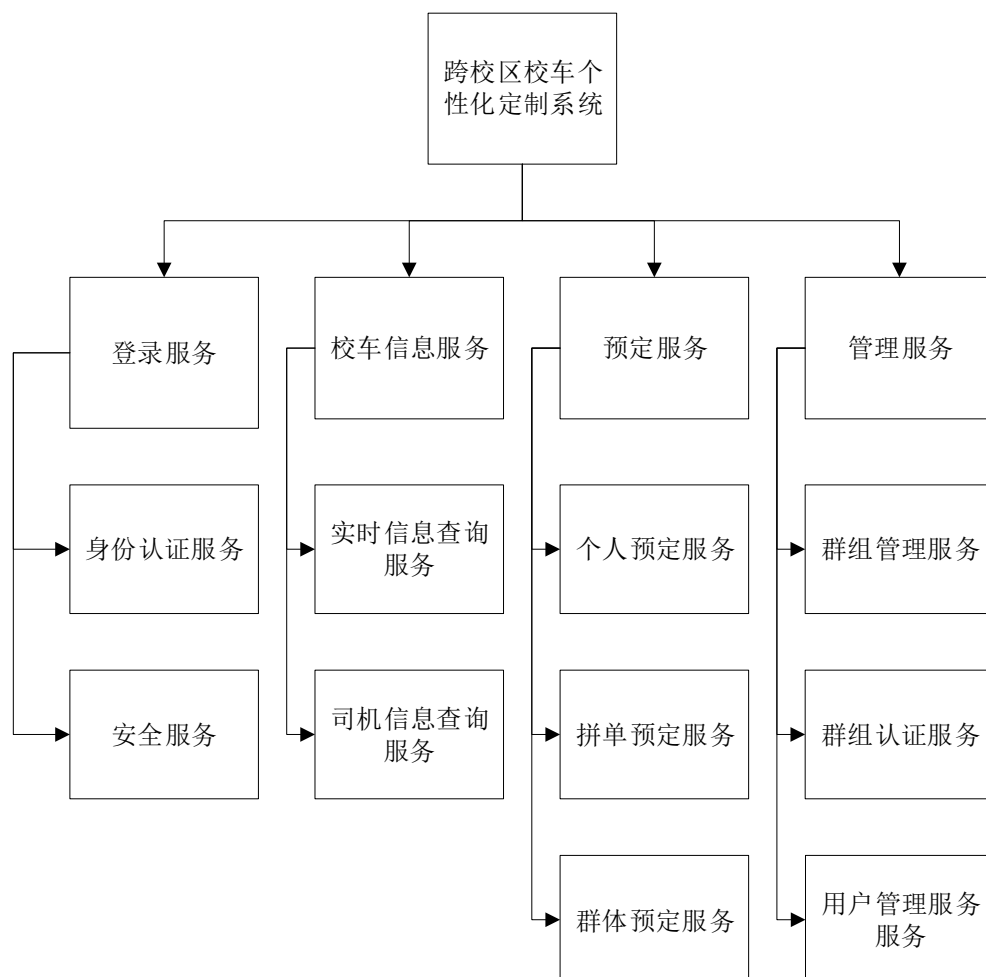 跨校区校车个
性化定制系统
登录服务
校车信息服务
预定服务
管理服务
身份认证服务
实时信息查询
服务
个人预定服务
群组管理服务
安全服务
司机信息查询
服务
拼单预定服务
群组认证服务
群体预定服务
用户管理服务
服务